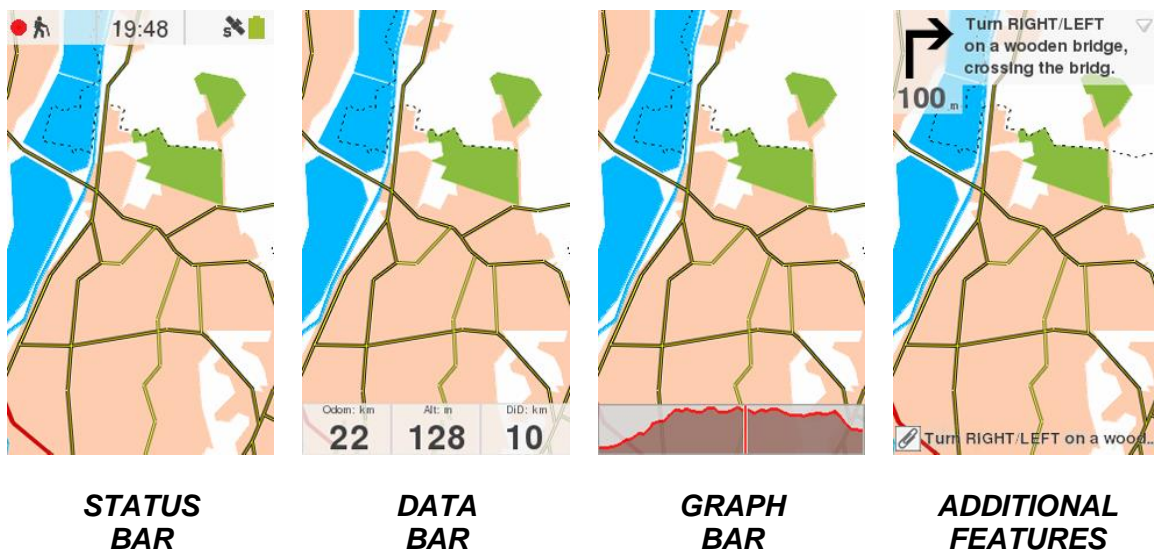 19:48
S
Odom: km
Alt: m
DiD: km
22
128
10
Turn RIGHT/LEFT
on a wooden bridge,
crossing the bridg.
100 m
Turn RIGHT/LEFT on a wood..
STATUS
BAR
DATA
BAR
GRAPH
BAR
ADDITIONAL
FEATURES